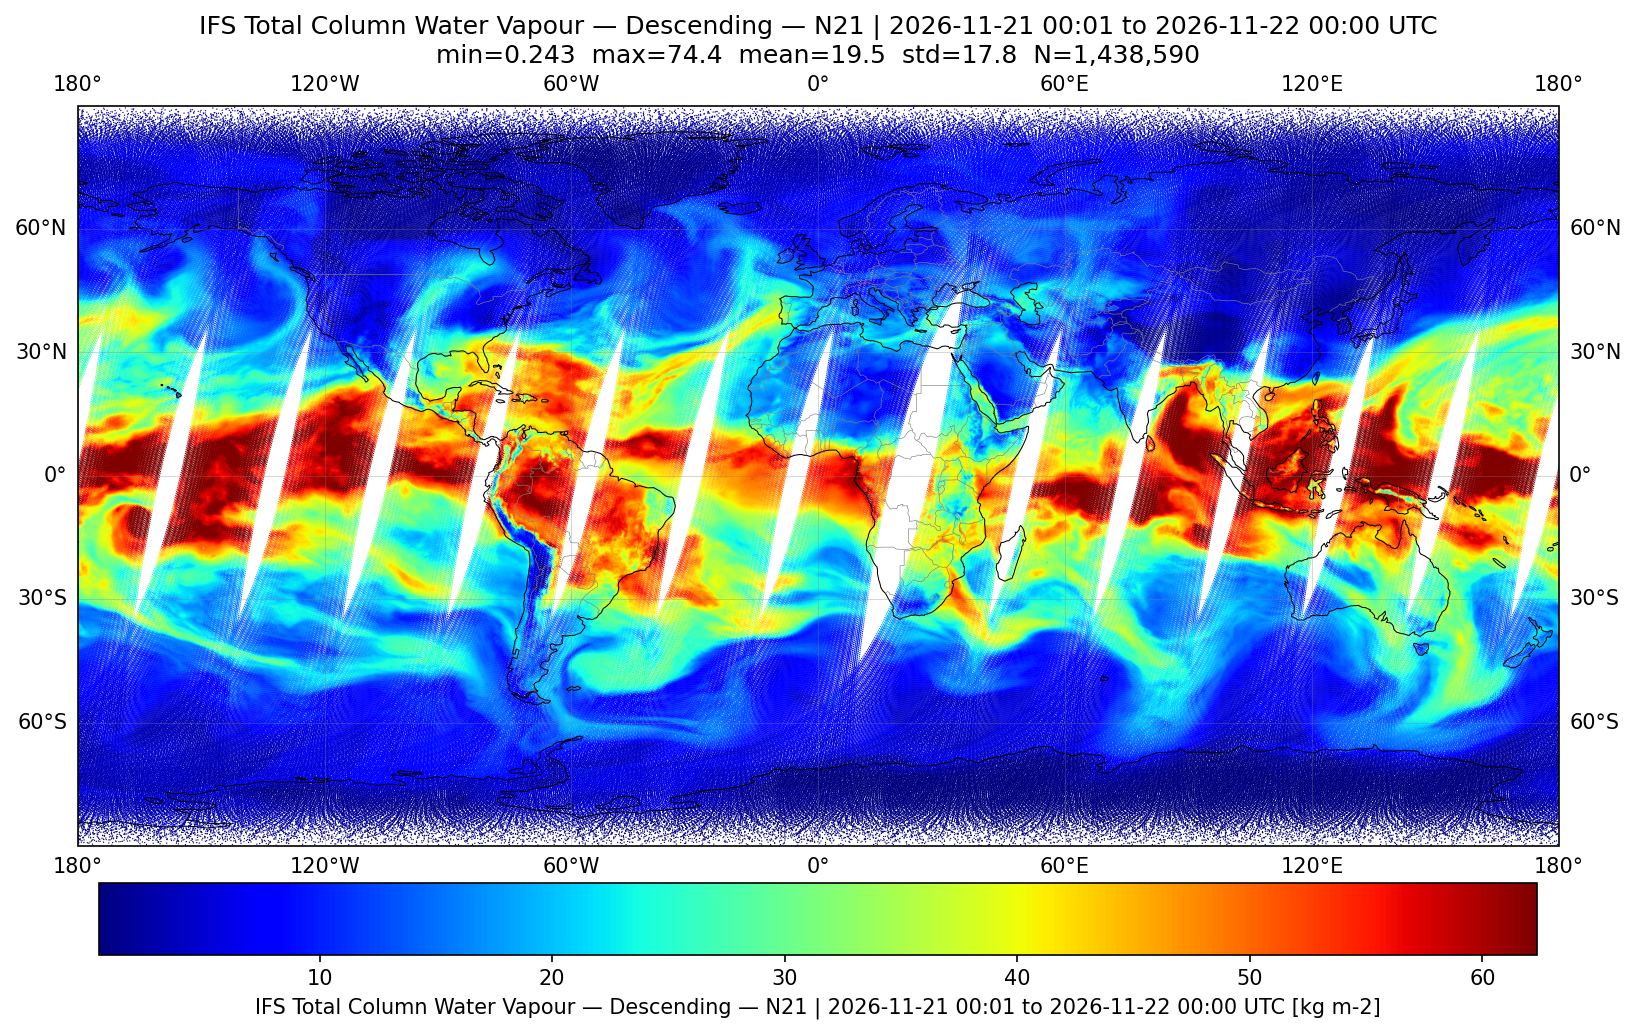 IFS Total Column Water Vapour — Descending — N21 | 2026-11-21 00:01 to 2026-11-22 00:00 UTC
min=0.243  max=74.4  mean=19.5  std=17.8  N=1,438,590
180° 120°W 60°W 0° 60°E 120°E 180°
60°N 60°N
30°N 30°N
0° 0°
30°S 30°S
60°S 60°S
180° 120°W 60°W 0° 60°E 120°E 180°
10 20 30 40 50 60
IFS Total Column Water Vapour — Descending — N21 | 2026-11-21 00:01 to 2026-11-22 00:00 UTC [kg m-2]